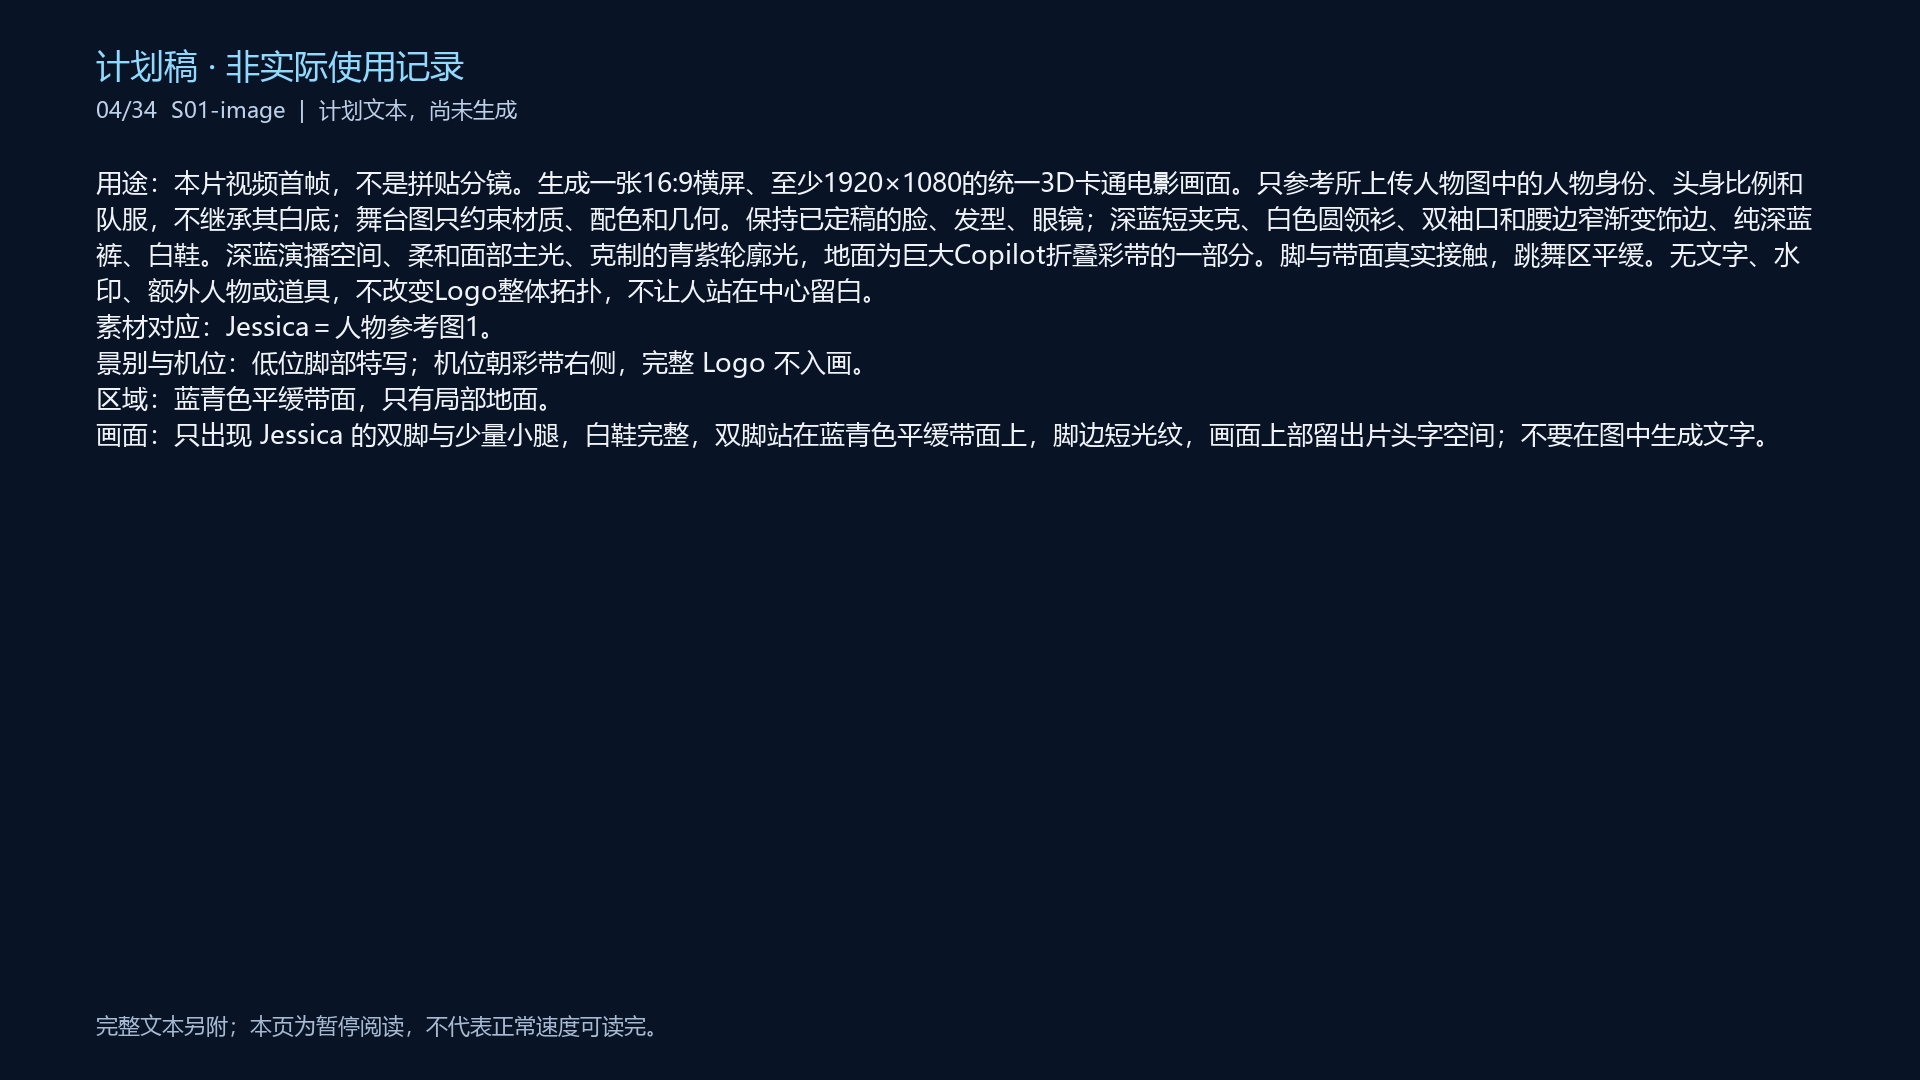 计划稿 · 非实际使用记录
04/34 S01-image | 计划文本，尚未生成
用途：本片视频首帧，不是拼贴分镜。生成一张16:9横屏、至少1920×1080的统一3D卡通电影画面。只参考所上传人物图中的人物身份、头身比例和
队服，不继承其白底；舞台图只约束材质、配色和几何。保持已定稿的脸、发型、眼镜；深蓝短夹克、白色圆领衫、双袖口和腰边窄渐变饰边、纯深蓝
裤、白鞋。深蓝演播空间、柔和面部主光、克制的青紫轮廓光，地面为巨大Copilot折叠彩带的一部分。脚与带面真实接触，跳舞区平缓。无文字、水
印、额外人物或道具，不改变Logo整体拓扑，不让人站在中心留白。
素材对应：Jessica＝人物参考图1。
景别与机位：低位脚部特写；机位朝彩带右侧，完整 Logo 不入画。
区域：蓝青色平缓带面，只有局部地面。
画面：只出现 Jessica 的双脚与少量小腿，白鞋完整，双脚站在蓝青色平缓带面上，脚边短光纹，画面上部留出片头字空间；不要在图中生成文字。
完整文本另附；本页为暂停阅读，不代表正常速度可读完。